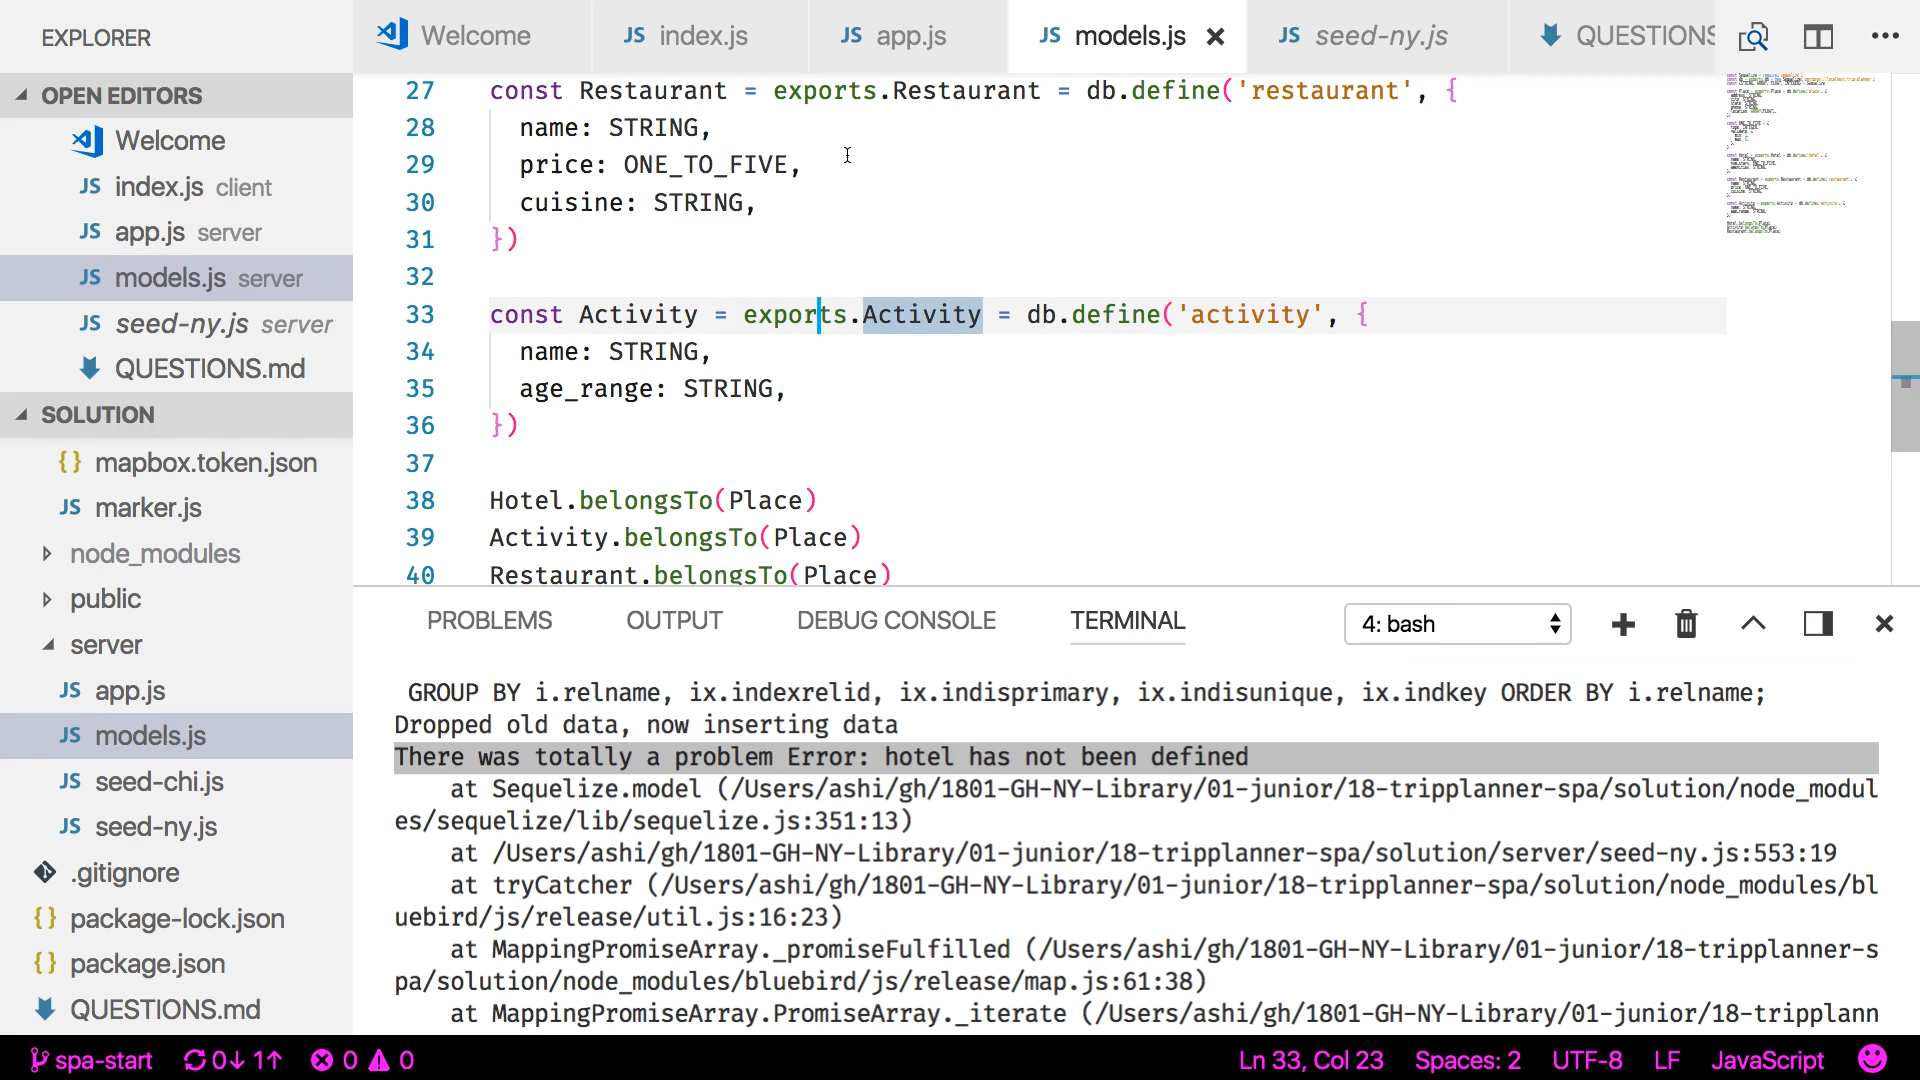 EXPLORER
OPEN EDITORS
Welcome
JS index.js client
JS app.js server
JS models.js server
JS seed-ny.js server
QUESTIONS.md
SOLUTION
{} mapbox.token.json
JS marker.js
node_modules
public
server
JS app.js
JS models.js
JS seed-chi.js
JS seed-ny.js
.gitignore
{} package-lock.json
{} package.json
QUESTIONS.md
Welcome
JS index.js
JS app.js
JS models.js
JS seed-ny.js
QUESTIONS
27 const Restaurant = exports.Restaurant = db.define('restaurant', {
28 name: STRING,
29 price: ONE_TO_FIVE,
30 cuisine: STRING,
31 })
32
33 const Activity = exports.Activity = db.define('activity', {
34 name: STRING,
35 age_range: STRING,
36 })
37
38 Hotel.belongsTo(Place)
39 Activity.belongsTo(Place)
40 Restaurant.belongsTo(Place)
PROBLEMS OUTPUT DEBUG CONSOLE TERMINAL 4: bash
GROUP BY i.relname, ix.indexrelid, ix.indisprimary, ix.indisunique, ix.indkey ORDER BY i.relname;
Dropped old data, now inserting data
There was totally a problem Error: hotel has not been defined
at Sequelize.model (/Users/ashi/gh/1801-GH-NY-Library/01-junior/18-tripplanner-spa/solution/node_modul
es/sequelize/lib/sequelize.js:351:13)
at /Users/ashi/gh/1801-GH-NY-Library/01-junior/18-tripplanner-spa/solution/server/seed-ny.js:553:19
at tryCatcher (/Users/ashi/gh/1801-GH-NY-Library/01-junior/18-tripplanner-spa/solution/node_modules/bl
uebird/js/release/util.js:16:23)
at MappingPromiseArray._promiseFulfilled (/Users/ashi/gh/1801-GH-NY-Library/01-junior/18-tripplanner-s
pa/solution/node_modules/bluebird/js/release/map.js:61:38)
at MappingPromiseArray.PromiseArray._iterate (/Users/ashi/gh/1801-GH-NY-Library/01-junior/18-tripplann
spa-start 0↓ 1↑ 0 0 Ln 33, Col 23 Spaces: 2 UTF-8 LF JavaScript